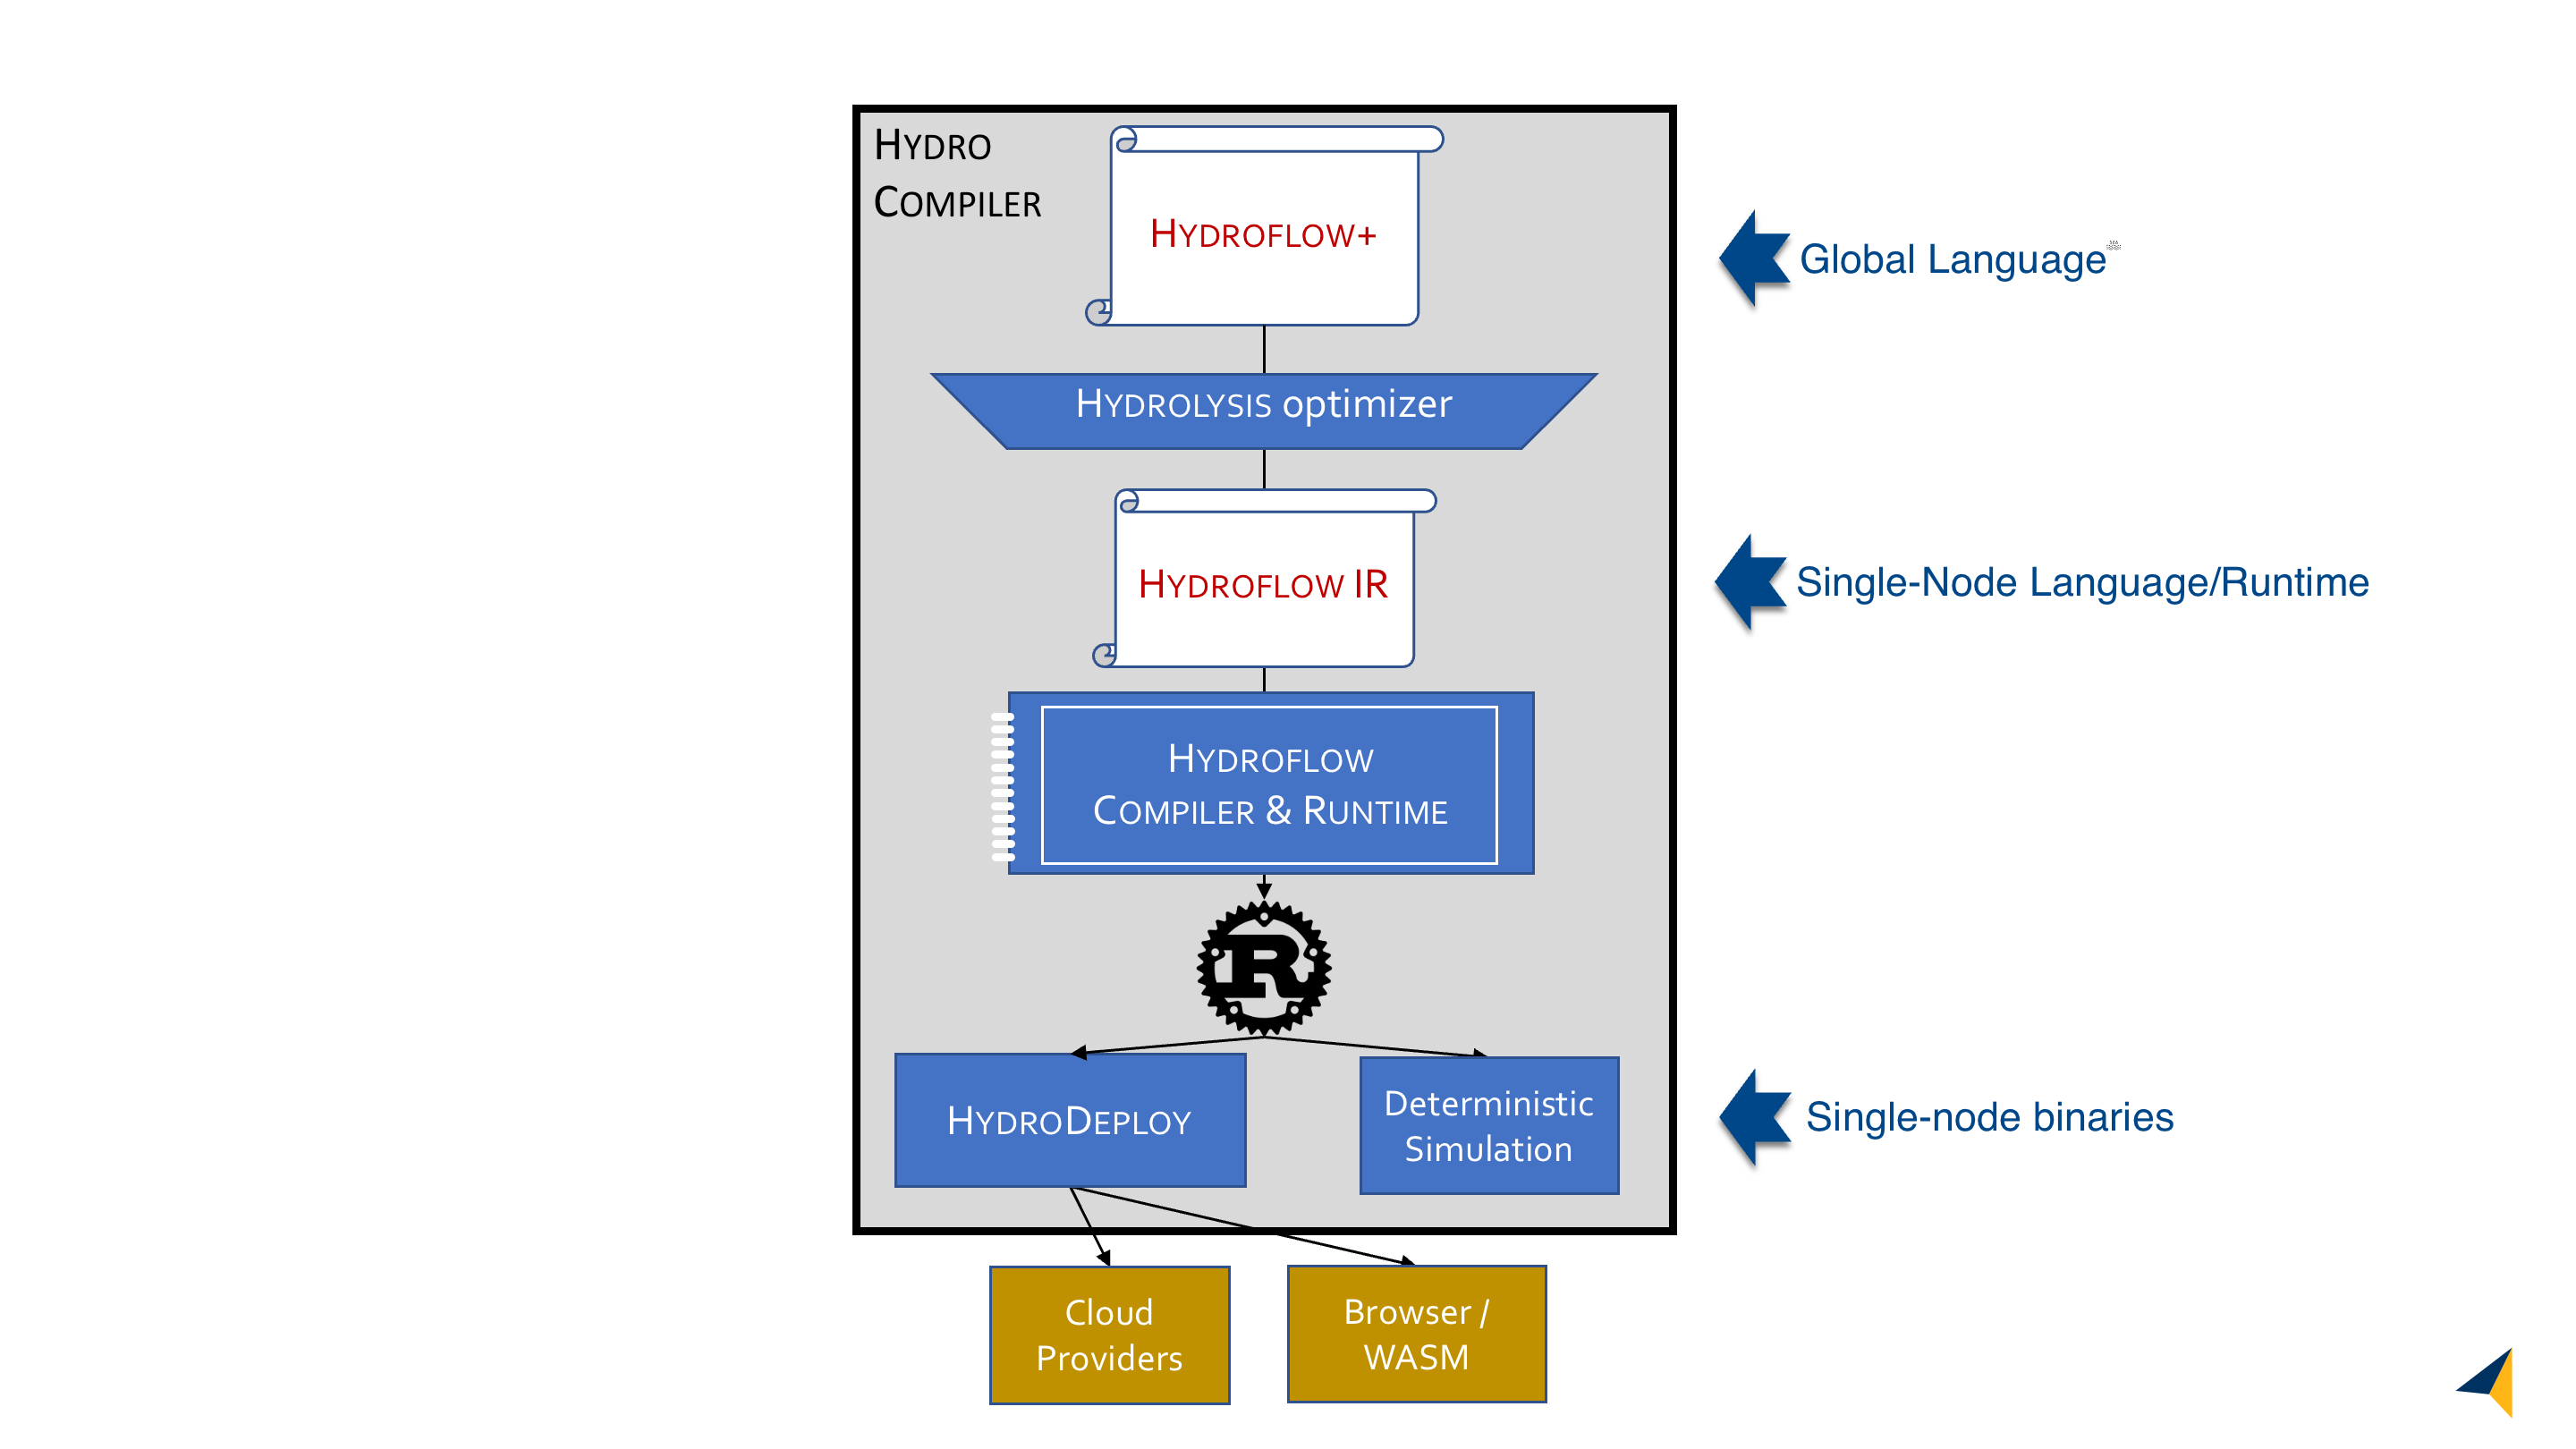 HYDRO
COMPILER
HYDROFLOW+
Global Language
HYDROLYSIS optimizer
HYDROFLOW IR
Single-Node Language/Runtime
HYDROFLOW
COMPILER & RUNTIME
R
HYDRODEPLOY
Deterministic
Simulation
Single-node binaries
Cloud
Providers
Browser /
WASM